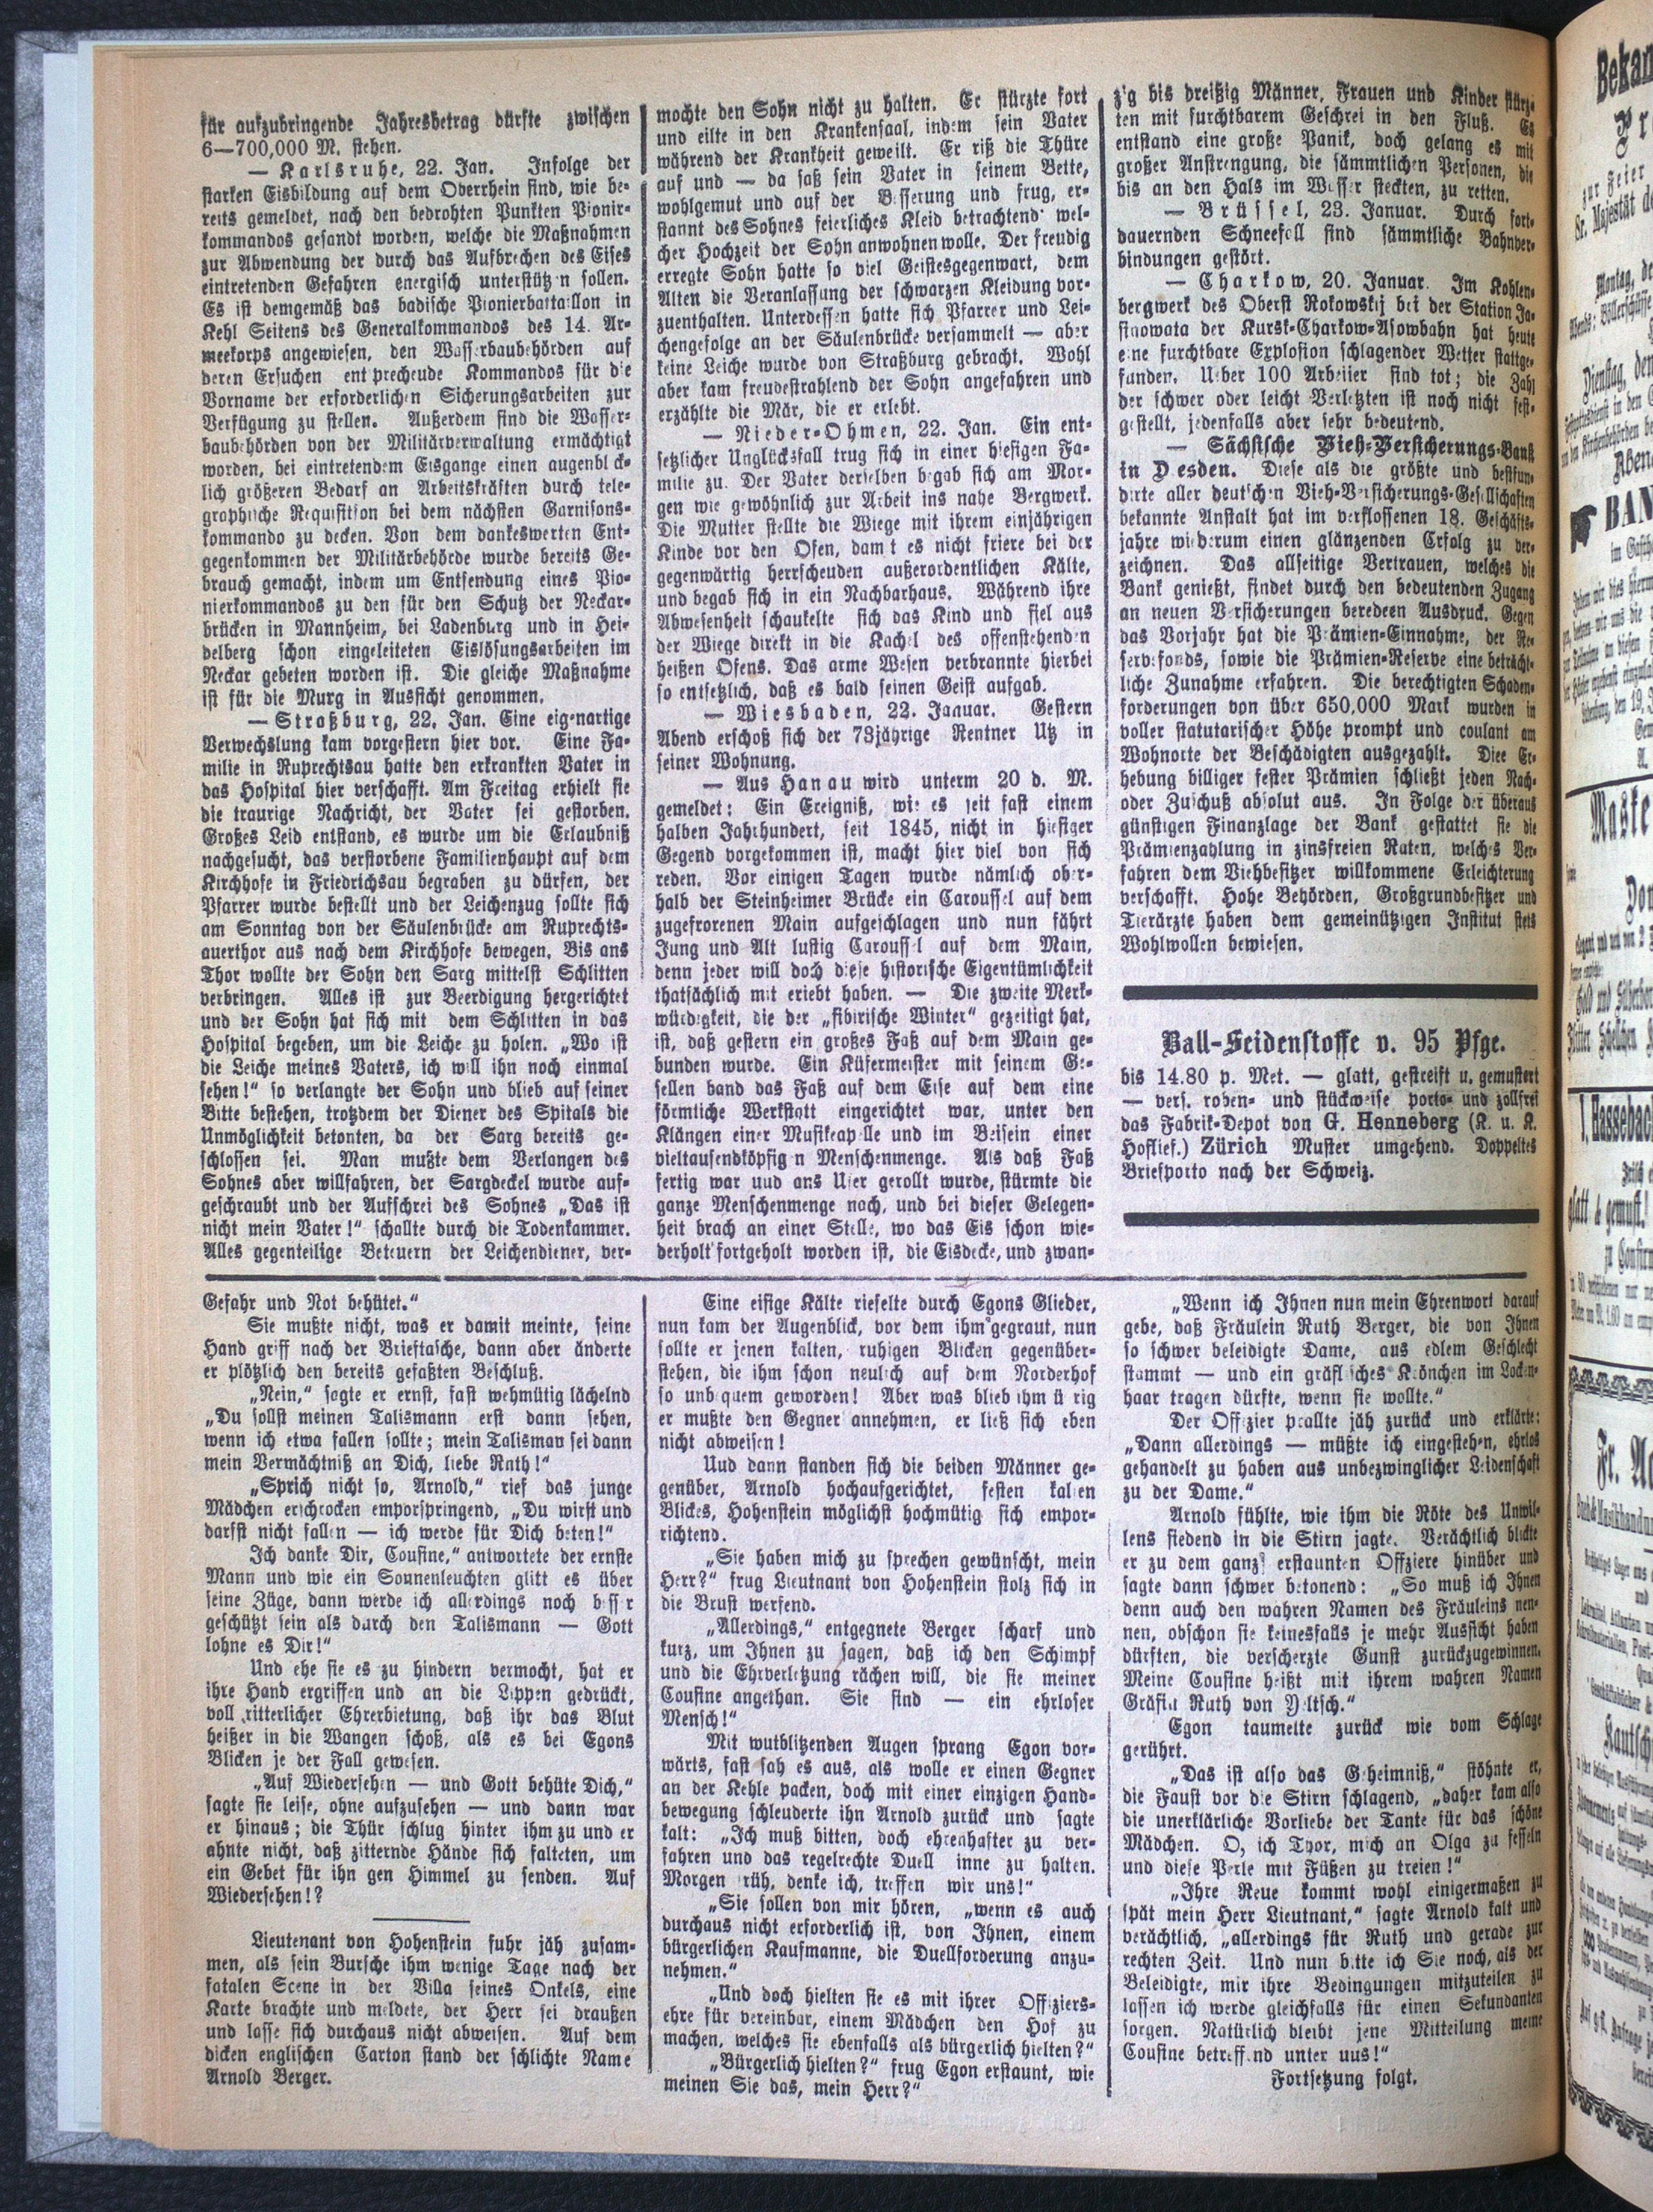 für aufzubringende Jahresbetrag dürfte zwischen
6—700,000 M. stehen.
— Karlsruhe, 22. Jan. Infolge der
starken Eisbildung auf dem Oberrhein sind, wie be-
reits gemeldet, nach den bedrohten Punkten Pionir-
kommandos gesandt worden, welche die Maßnahmen
zur Abwendung der durch das Aufbrechen des Eises
eintretenden Gefahren energisch unterstützn sollen.
Es ist demgemäß das badische Pionierbattaillon in
Kehl Seitens des Generalkommandos des 14. Ar-
meekorps angewiesen, den Wasserbaubehörden auf
deren Ersuchen entprechende Kommandos für die
Vorname der erforderlichen Sicherungsarbeiten zur
Verfügung zu stellen. Außerdem sind die Wasser-
baubehörden von der Militärverwaltung ermächtigt
worden, bei eintretendem Eisgange einen augenblick-
lich größeren Bedarf an Arbeitskräften durch tele-
graphische Requisition bei dem nächsten Garnisons-
kommando zu decken. Von dem dankeswerten Ent-
gegenkommen der Militärbehörde wurde bereits Ge-
brauch gemacht, indem um Entsendung eines Pio-
nierkommandos zu den für den Schutz der Neckar-
brücken in Mannheim, bei Ladenburg und in Hei-
delberg schon eingeleiteten Eislösungsarbeiten im
Neckar gebeten worden ist. Die gleiche Maßnahme
ist für die Murg in Aussicht genommen.
— Straßburg, 22. Jan. Eine eigenartige
Verwechslung kam vorgestern hier vor. Eine Fa-
milie in Ruprechtsau hatte den erkrankten Vater in
das Hospital hier verschafft. Am Freitag erhielt sie
die traurige Nachricht, der Vater sei gestorben.
Großes Leid entstand, es wurde um die Erlaubniß
nachgesucht, das verstorbene Familienhaupt auf dem
Kirchhofe in Friedrichsau begraben zu dürfen, der
Pfarrer wurde bestellt und der Leichenzug sollte sich
am Sonntag von der Säulenbrücke am Ruprechts-
auerthor aus nach dem Kirchhofe bewegen. Bis ans
Thor wollte der Sohn den Sarg mittelst Schlitten
verbringen. Alles ist zur Beerdigung hergerichtet
und der Sohn hat sich mit dem Schlitten in das
Hospital begeben, um die Leiche zu holen. „Wo ist
die Leiche meines Vaters, ich will ihn noch einmal
sehen!“ so verlangte der Sohn und blieb auf seiner
Bitte bestehen, trotzdem der Diener des Spitals die
Unmöglichkeit betonten, da der Sarg bereits ge-
schlossen sei. Man mußte dem Verlangen des
Sohnes aber willfahren, der Sargdeckel wurde auf-
geschraubt und der Aufschrei des Sohnes „Das ist
nicht mein Vater!“ schallte durch die Todenkammer.
Alles gegenteilige Beteuern der Leichendiener, ver-
mochte den Sohn nicht zu halten. Er stürzte fort
und eilte in den Krankensaal, indem sein Vater
während der Krankheit geweilt. Er riß die Thüre
auf und — da saß sein Vater in seinem Bette,
wohlgemut und auf der Besserung und frug, er-
stannt des Sohnes feierliches Kleid betrachtend wel-
cher Hochzeit der Sohn anwohnen wolle. Der freudig
erregte Sohn hatte so viel Geistesgegenwart, dem
Alten die Veranlassung der schwarzen Kleidung vor-
zuenthalten. Unterdessen hatte sich Pfarrer und Lei-
chengefolge an der Säulenbrücke versammelt — aber
keine Leiche wurde von Straßburg gebracht. Wohl
aber kam freudestrahlend der Sohn angefahren und
erzählte die Mär, die er erlebt.
— Nieder-Ohmen, 22. Jan. Ein ent-
setzlicher Unglücksfall trug sich in einer hiesigen Fa-
milie zu. Der Vater derselben begab sich am Mor-
gen wie gewöhnlich zur Arbeit ins nahe Bergwerk.
Die Mutter stellte die Wiege mit ihrem einjährigen
Kinde vor den Ofen, damt es nicht friere bei der
gegenwärtig herrschenden außerordentlichen Kälte,
und begab sich in ein Nachbarhaus. Während ihre
Abwesenheit schaukelte sich das Kind und fiel aus
der Wiege direkt in die Kachel des offenstehenden
heißen Ofens. Das arme Wesen verbrannte hierbei
so entsetzlich, daß es bald seinen Geist aufgab.
— Wiesbaden, 22. Jaauar. Gestern
Abend erschoß sich der 73jährige Rentner Utz in
seiner Wohnung.
— Aus Hanau wird unterm 20 d. M.
gemeldet: Ein Ereigniß, wie es seit fast einem
halben Jahrhundert, seit 1845, nicht in hiesiger
Gegend vorgekommen ist, macht hier viel von sich
reden. Vor einigen Tagen wurde nämlich ober-
halb der Steinheimer Brücke ein Caroussel auf dem
zugefrorenen Main aufgeschlagen und nun fährt
Jung und Alt lustig Caroussel auf dem Main,
denn jeder will doch diese historische Eigentümlichkeit
thatsächlich mit erlebt haben. — Die zweite Merk-
würdigkeit, die der „sibirische Winter“ gezeitigt hat,
ist, daß gestern ein großes Faß auf dem Main ge-
bunden wurde. Ein Küfermeister mit seinem Ge-
sellen band das Faß auf dem Eise auf dem eine
förmliche Werkstatt eingerichtet war, unter den
Klängen einer Musikcapelle und im Beisein einer
vieltausendköpfign Menschenmenge. Als daß Faß
fertig war und ans Ufer gerollt wurde, stürmte die
ganze Menschenmenge nach, und bei dieser Gelegen-
heit brach an einer Stelle, wo das Eis schon wie-
derholt fortgeholt worden ist, die Eisdecke, und zwan-
z'g bis dreißig Männer, Frauen und Kinder stürz-
ten mit furchtbarem Geschrei in den Fluß. Es
entstand eine große Panik, doch gelang es mit
großer Anstrengung, die sämmtlichen Personen, die
bis an den Hals im Wasser steckten, zu retten.
— Brüssel, 23. Januar. Durch fort-
dauernden Schneefall sind sämmtliche Bahnver-
bindungen gestört.
— Charkow, 20. Januar. Im Kohlen-
bergwerk des Oberst Rokowskij bei der Station Ja-
sinowata der Kursk-Charkow-Asowbahn hat heute
eine furchtbare Explosion schlagender Wetter stattge-
funden. Ueber 100 Arbeiter sind tot; die Zahl
der schwer oder leicht Verletzten ist noch nicht fest-
gestellt, jedenfalls aber sehr bedeutend.
— Sächsische Vieh-Versicherungs-Bank
in Dresden. Diese als die größte und bestfun-
dirte aller deutschen Vieh-Versicherungs-Gesellschaften
bekannte Anstalt hat im verflossenen 18. Geschäfts-
jahre wiederum einen glänzenden Erfolg zu ver-
zeichnen. Das allseitige Vertrauen, welches die
Bank genießt, findet durch den bedeutenden Zugang
an neuen Versicherungen beredeen Ausdruck. Gegen
das Vorjahr hat die Prämien-Einnahme, der Re-
servefonds, sowie die Prämien-Reserve eine beträcht-
liche Zunahme erfahren. Die berechtigten Schaden-
forderungen von über 650,000 Mark wurden in
voller statutarischer Höhe prompt und coulant am
Wohnorte der Beschädigten ausgezahlt. Diee Er-
hebung billiger fester Prämien schließt jeden Nach-
oder Zuschuß absolut aus. In Folge der überaus
günstigen Finanzlage der Bank gestattet sie die
Prämienzahlung in zinsfreien Raten, welches Ver-
fahren dem Viehbesitzer willkommene Erleichterung
verschafft. Hohe Behörden, Großgrundbesitzer und
Tierärzte haben dem gemeinützigen Institut stets
Wohlwollen bewiesen.
Ball-Seidenstoffe v. 95 Pfge.
bis 14.80 p. Met. — glatt, gestreift u. gemustert
— vers. roben- und stückweise porto- und zollfrei
das Fabrik-Depot von G. Henneberg (K. u. K.
Hoflief.) Zürich Muster umgehend. Doppeltes
Briefporto nach der Schweiz.
Gefahr und Not behütet.“
Sie mußte nicht, was er damit meinte, seine
Hand griff nach der Brieftasche, dann aber änderte
er plötzlich den bereits gefaßten Beschluß.
„Nein,“ sagte er ernst, fast wehmütig lächelnd
„Du sollst meinen Talismann erst dann sehen,
wenn ich etwa fallen sollte; mein Talisman sei dann
mein Vermächtniß an Dich, liebe Rath!“
„Sprich nicht so, Arnold,“ rief das junge
Mädchen erschrocken emporspringend, „Du wirst und
darfst nicht fallen — ich werde für Dich beten!“
Ich danke Dir, Cousine,“ antwortete der ernste
Mann und wie ein Sonnenleuchten glitt es über
seine Züge, dann werde ich allerdings noch besser
geschützt sein als durch den Talismann — Gott
lohne es Dir!“
Und ehe sie es zu hindern vermocht, hat er
ihre Hand ergriffen und an die Lippen gedrückt,
voll ritterlicher Ehrerbietung, daß ihr das Blut
heißer in die Wangen schoß, als es bei Egons
Blicken je der Fall gewesen.
„Auf Wiedersehen — und Gott behüte Dich,“
sagte sie leise, ohne aufzusehen — und dann war
er hinaus; die Thür schlug hinter ihm zu und er
ahnte nicht, daß zitternde Hände sich falteten, um
ein Gebet für ihn gen Himmel zu senden. Auf
Wiedersehen!?
Lieutenant von Hohenstein fuhr jäh zusam-
men, als sein Bursche ihm wenige Tage nach der
fatalen Scene in der Villa seines Onkels, eine
Karte brachte und meldete, der Herr sei draußen
und lasse sich durchaus nicht abweisen. Auf dem
dicken englischen Carton stand der schlichte Name
Arnold Berger.
Eine eisige Kälte rieselte durch Egons Glieder,
nun kam der Augenblick, vor dem ihm gegraut, nun
sollte er jenen kalten, ruhigen Blicken gegenüber-
stehen, die ihm schon neulich auf dem Norderhof
so unbequem geworden! Aber was blieb ihm ü rig
er mußte den Gegner annehmen, er ließ sich eben
nicht abweisen!
Uud dann standen sich die beiden Männer ge-
genüber, Arnold hochaufgerichtet, festen kalten
Blickes, Hohenstein möglichst hochmütig sich empor-
richtend.
„Sie haben mich zu sprechen gewünscht, mein
Herr?“ frug Lieutnant von Hohenstein stolz sich in
die Brust werfend.
„Allerdings,“ entgegnete Berger scharf und
kurz, um Ihnen zu sagen, daß ich den Schimpf
und die Ehrverletzung rächen will, die sie meiner
Cousine angethan. Sie sind — ein ehrloser
Mensch!“
Mit wutblitzenden Augen sprang Egon vor-
wärts, fast sah es aus, als wolle er einen Gegner
an der Kehle packen, doch mit einer einzigen Hand-
bewegung schleuderte ihn Arnold zurück und sagte
kalt: „Ich muß bitten, doch ehrenhafter zu ver-
fahren und das regelrechte Duell inne zu halten.
Morgen rüh, denke ich, treffen wir uns!“
„Sie sollen von mir hören, „wenn es auch
durchaus nicht erforderlich ist, von Ihnen, einem
bürgerlichen Kaufmanne, die Duellforderung anzu-
nehmen.“
„Und doch hielten sie es mit ihrer Offiziers-
ehre für vereinbar, einem Mädchen den Hof zu
machen, welches sie ebenfalls als bürgerlich hielten?“
„Bürgerlich hielten?“ frug Egon erstaunt, wie
meinen Sie das, mein Herr?“
„Wenn ich Ihnen nun mein Ehrenwort darauf
gebe, daß Fräulein Ruth Berger, die von Ihnen
so schwer beleidigte Dame, aus edlem Geschlecht
stammt — und ein gräfl sches Krönchen im Locken-
haar tragen dürfte, wenn sie wollte.“
Der Offizier prallte jäh zurück und erklärte:
„Dann allerdings — müßte ich eingestehen, ehrlos
gehandelt zu haben aus unbezwinglicher Leidenschaft
zu der Dame.“
Arnold fühlte, wie ihm die Röte des Unwil-
lens siedend in die Stirn jagte. Verächtlich blickte
er zu dem ganz erstaunten Offziere hinüber und
sagte dann schwer betonend: „So muß ich Ihnen
denn auch den wahren Namen des Fräuleins nen-
nen, obschon sie keinesfalls je mehr Aussicht haben
dürften, die verscherzte Gunst zurückzugewinnen.
Meine Cousine heißt mit ihrem wahren Namen
Gräfin Ruth von
Egon taumelte zurück wie vom Schlage
gerührt.
„Das ist also das Geheimniß,“ stöhnte er,
die Faust vor die Stirn schlagend, „daher kam also
die unerklärliche Vorliebe der Tante für das schöne
Mädchen. O, ich Thor, mich an Olga zu fesseln
und diese Perle mit Füßen zu treien!“
„Ihre Reue kommt wohl einigermaßen zu
spät mein Herr Lieutnant,“ sagte Arnold kalt und
verächtlich, „allerdings für Ruth und gerade zur
rechten Zeit. Und nun bitte ich Sie noch, als der
Beleidigte, mir ihre Bedingungen mitzuteilen zu
lassen ich werde gleichfalls für einen Sekundanten
sorgen. Natürlich bleibt jene Mitteilung meine
Cousine betreffend unter uus!“
Fortsetzung folgt.